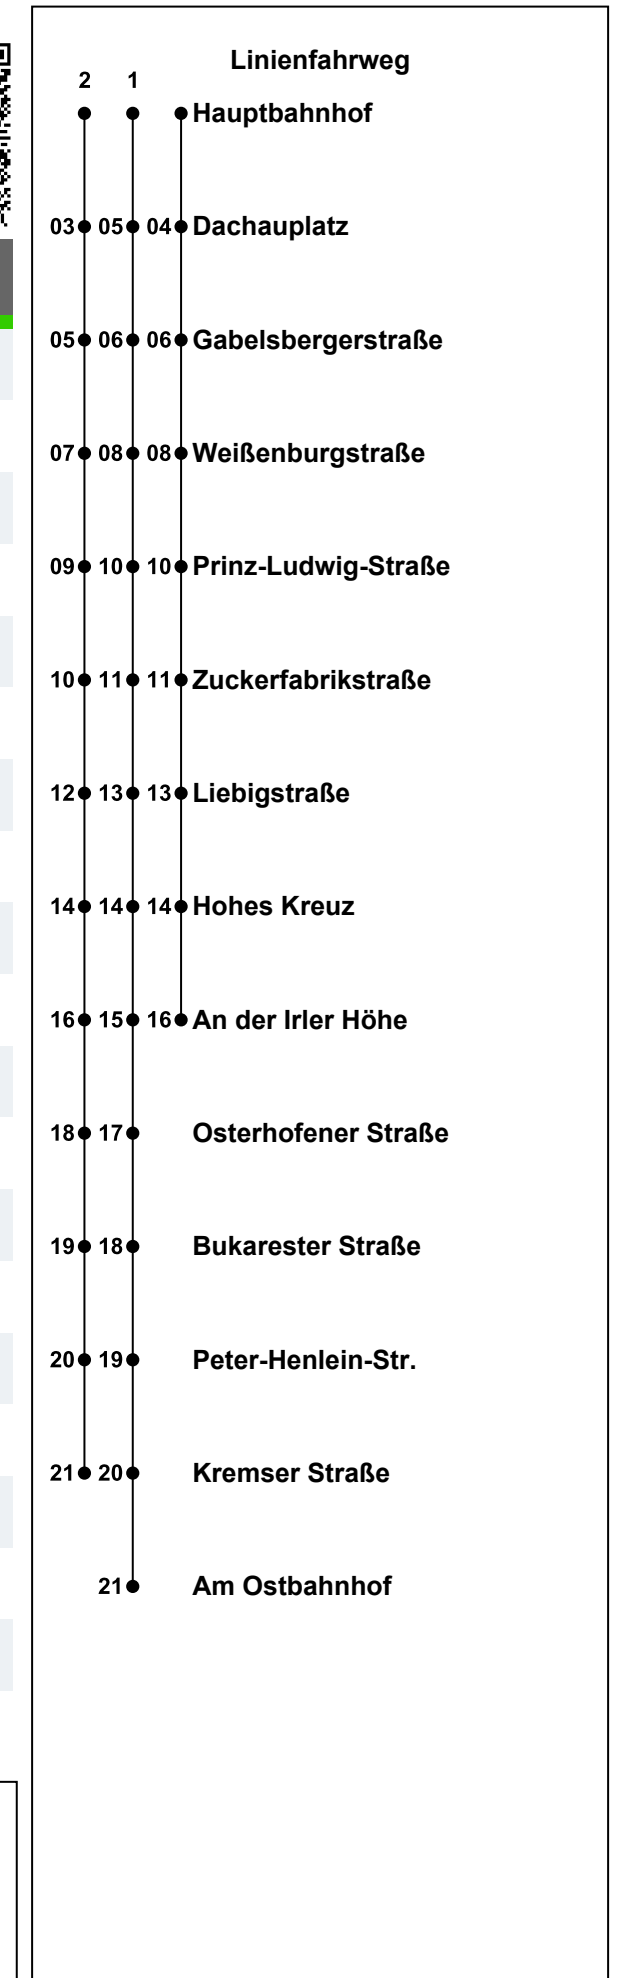 Linienfahrweg
2 1
Hauptbahnhof
03 05 04 Dachauplatz
05 06 06 Gabelsbergerstraße
07 08 08 Weißenburgstraße
09 10 10 Prinz-Ludwig-Straße
10 11 11 Zuckerfabrikstraße
12 13 13 Liebigstraße
14 14 14 Hohes Kreuz
16 15 16 An der Irler Höhe
18 17 Osterhofener Straße
19 18 Bukarester Straße
20 19 Peter-Henlein-Str.
21 20 Kremser Straße
21 Am Ostbahnhof